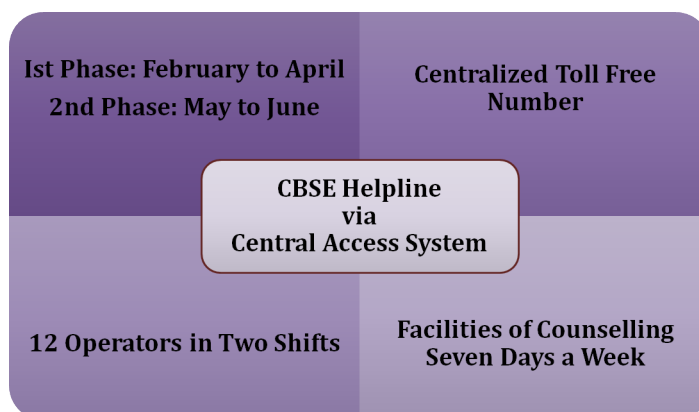 Ist Phase: February to April
2nd Phase: May to June
Centralized Toll Free
Number
CBSE Helpline
via
Central Access System
12 Operators in Two Shifts
Facilities of Counselling
Seven Days a Week